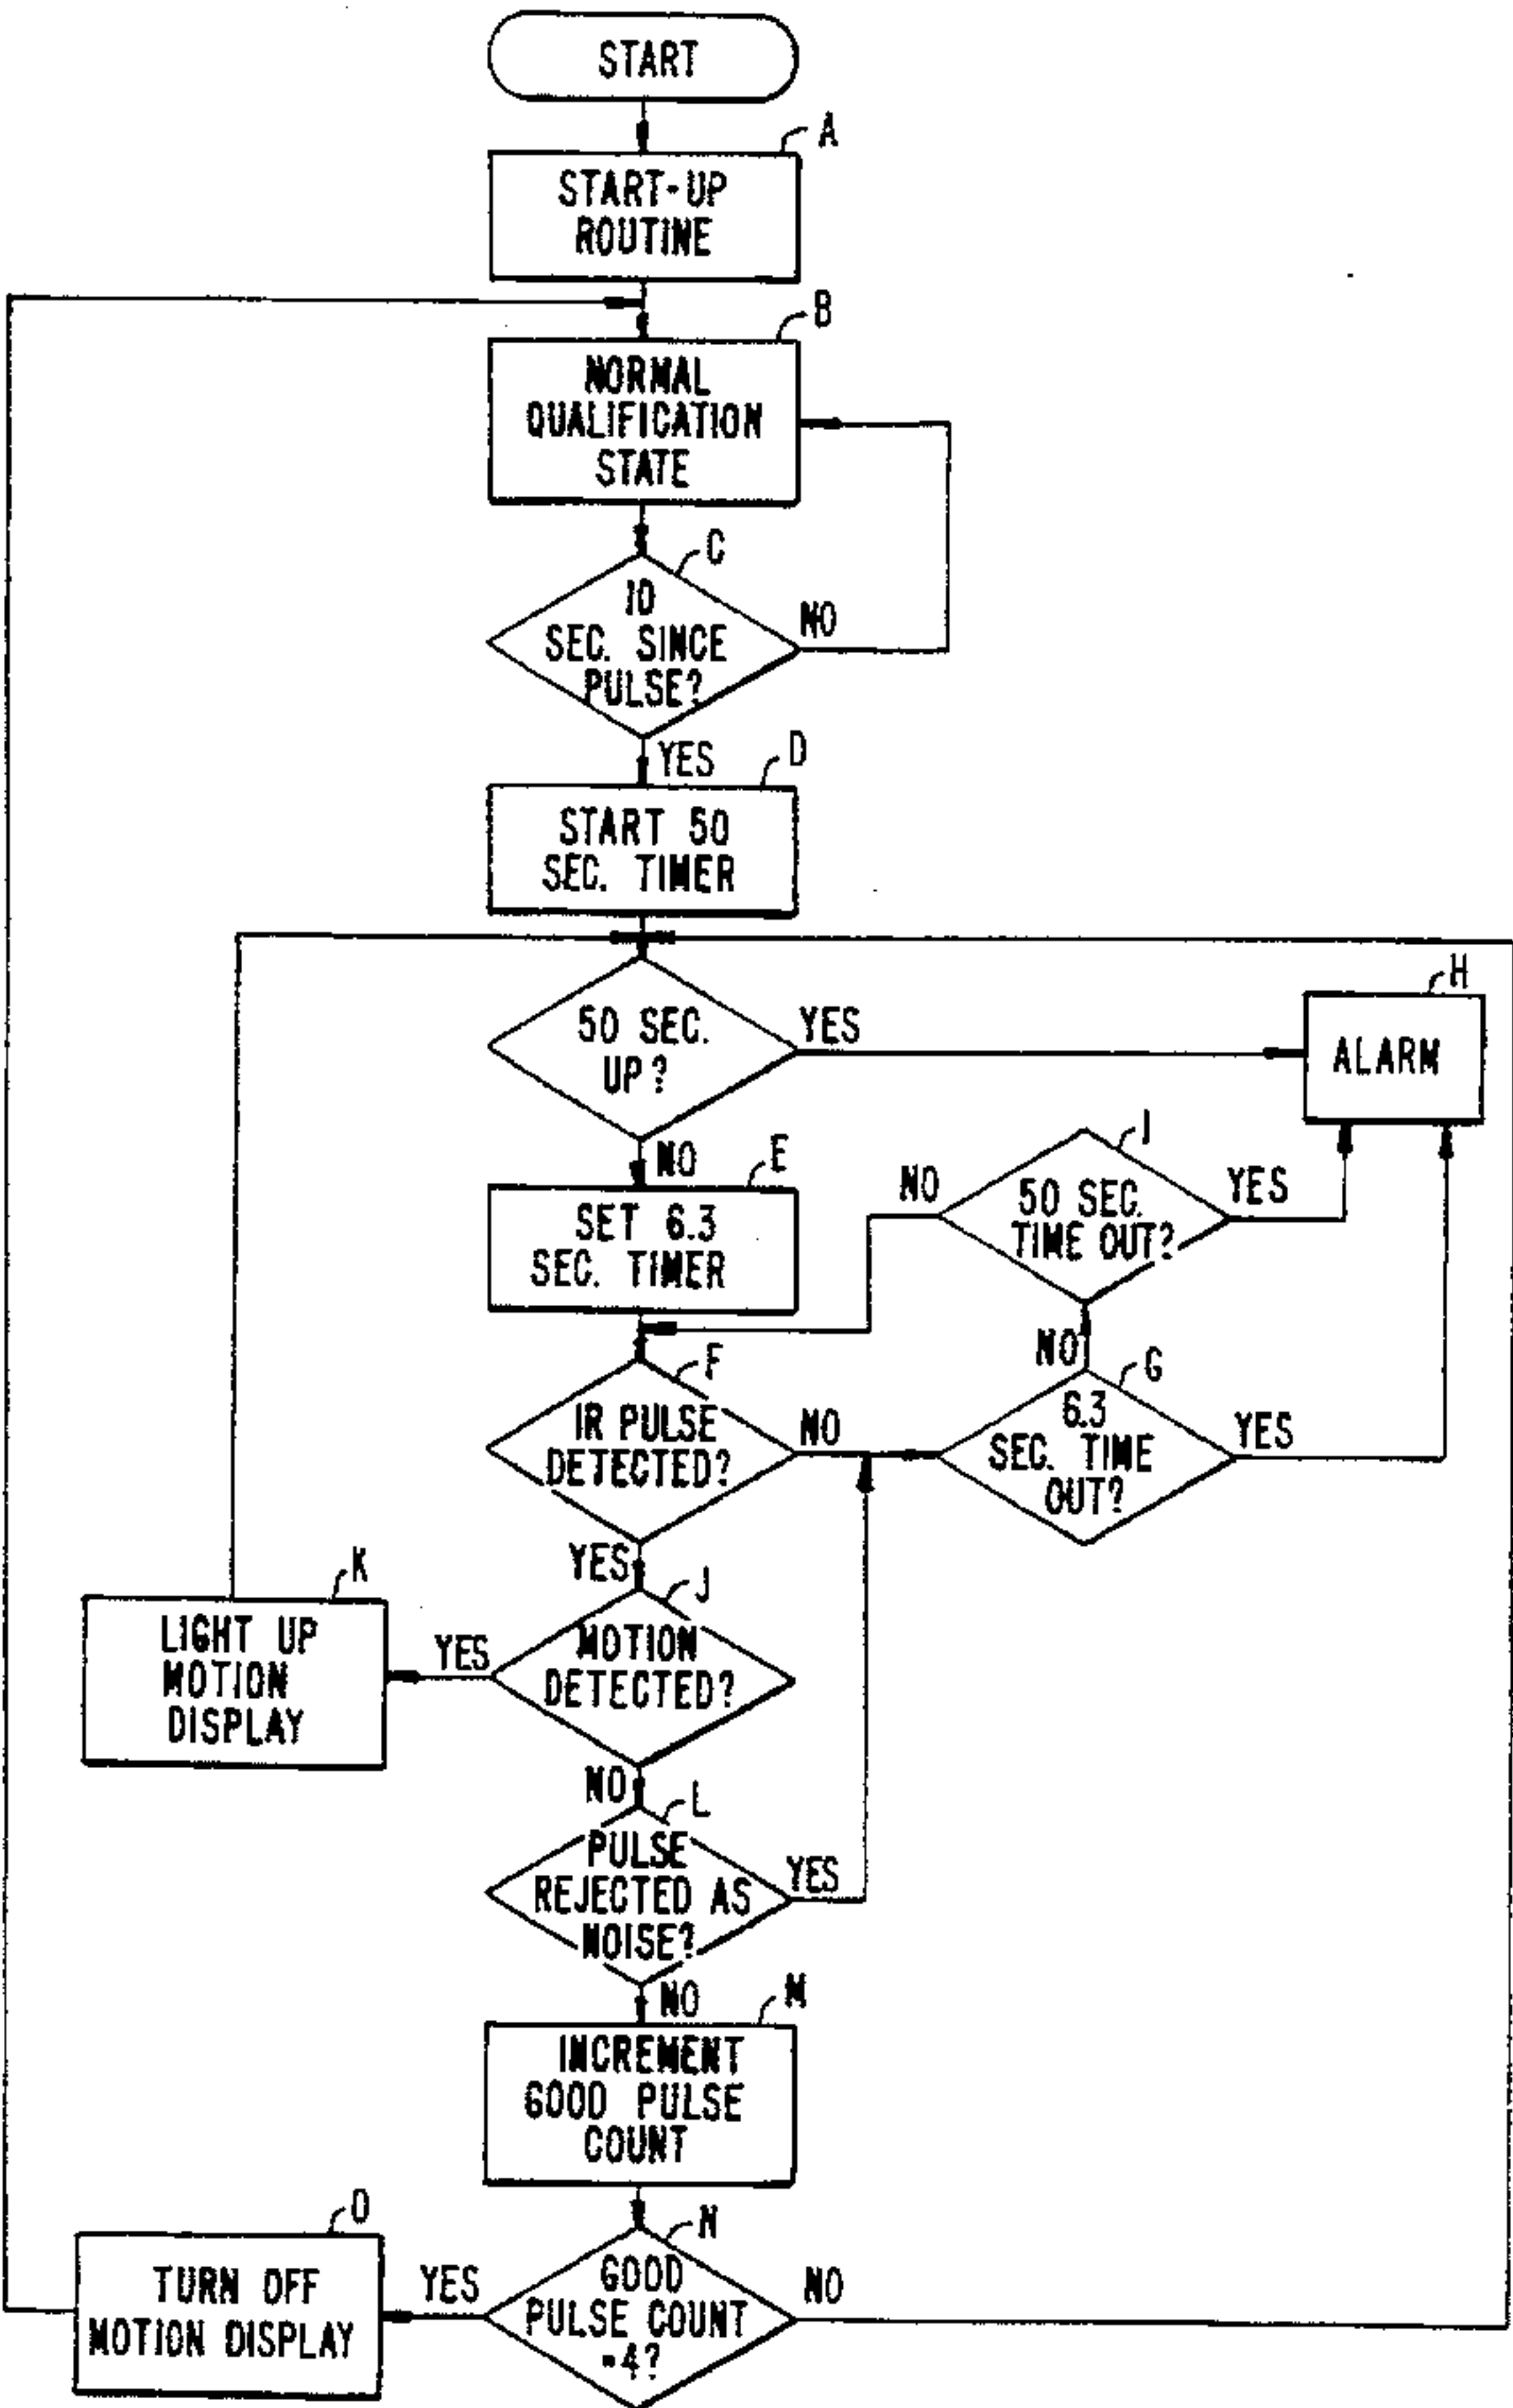 START
A
START-UP
ROUTINE
B
NORMAL
QUALIFICATION
STATE
C
10
SEC. SINCE
PULSE?
NO
YES
D
START 50
SEC. TIMER
50 SEC.
UP?
YES
H
ALARM
NO
E
SET 6.3
SEC. TIMER
I
50 SEC.
TIME OUT?
NO
YES
F
IR PULSE
DETECTED?
NO
NO
G
6.3
SEC. TIME
OUT?
YES
YES
J
MOTION
DETECTED?
YES
K
LIGHT UP
MOTION
DISPLAY
NO
L
PULSE
REJECTED AS
NOISE?
YES
NO
M
INCREMENT
GOOD PULSE
COUNT
N
GOOD
PULSE COUNT
=4?
YES
NO
O
TURN OFF
MOTION DISPLAY